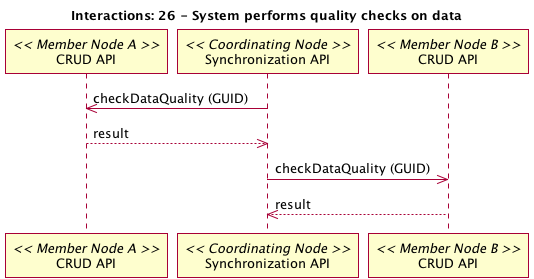 Interactions: 26 - System performs quality checks on data
<< Member Node A >>
CRUD API
<< Coordinating Node >>
Synchronization API
<< Member Node B >>
CRUD API
checkDataQuality (GUID)
result
checkDataQuality (GUID)
result
<< Member Node A >>
CRUD API
<< Coordinating Node >>
Synchronization API
<< Member Node B >>
CRUD API